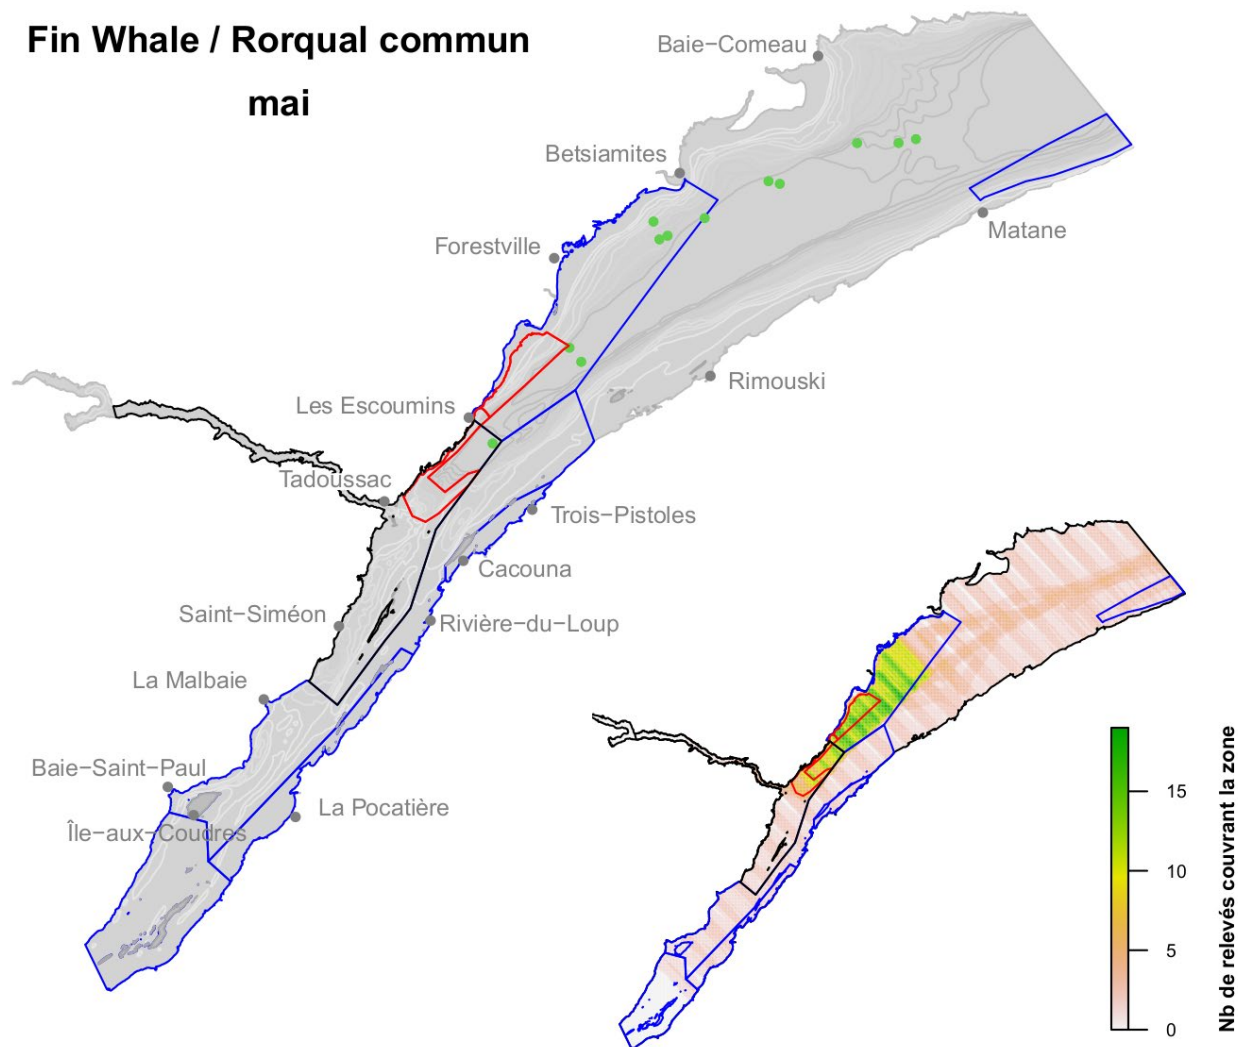 Fin Whale / Rorqual commun
mai
Baie−Comeau
Betsiamites
Forestville
Matane
Rimouski
Les Escoumins
Tadoussac
Trois−Pistoles
Cacouna
Saint−Siméon
Rivière−du−Loup
La Malbaie
Baie−Saint−Paul
La Pocatière
Île−aux−Coudres
15
10
5
0
Nb de relevés couvrant la zone